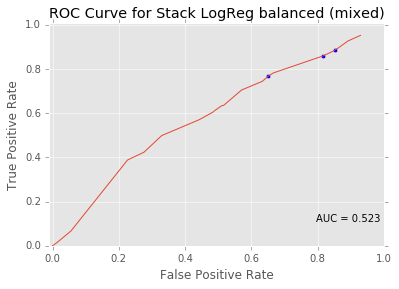 ROC Curve for Stack LogReg balanced (mixed)
1.0
0.8
0.6
0.4
0.2
0.0
True Positive Rate
AUC = 0.523
0.0 0.2 0.4 0.6 0.8 1.0
False Positive Rate